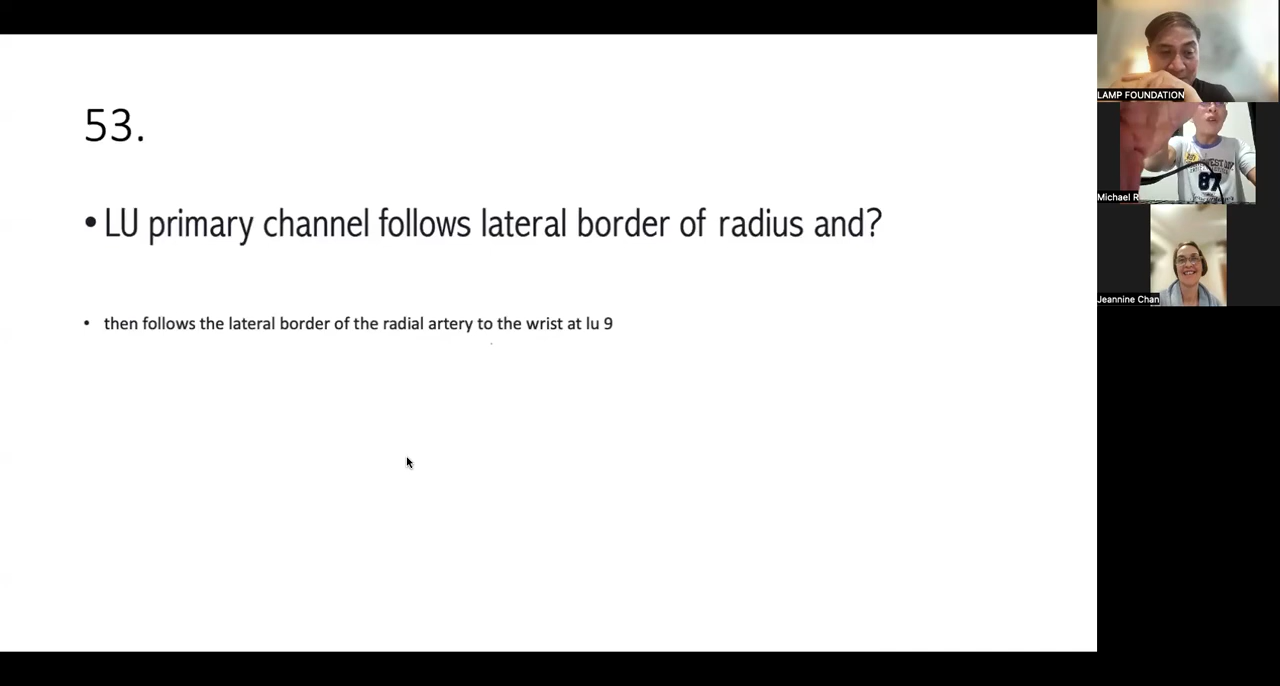 53.
• LU primary channel follows lateral border of radius and?
• then follows the lateral border of the radial artery to the wrist at lu 9
LAMP FOUNDATION
Michael R
87
Jeannine Chan